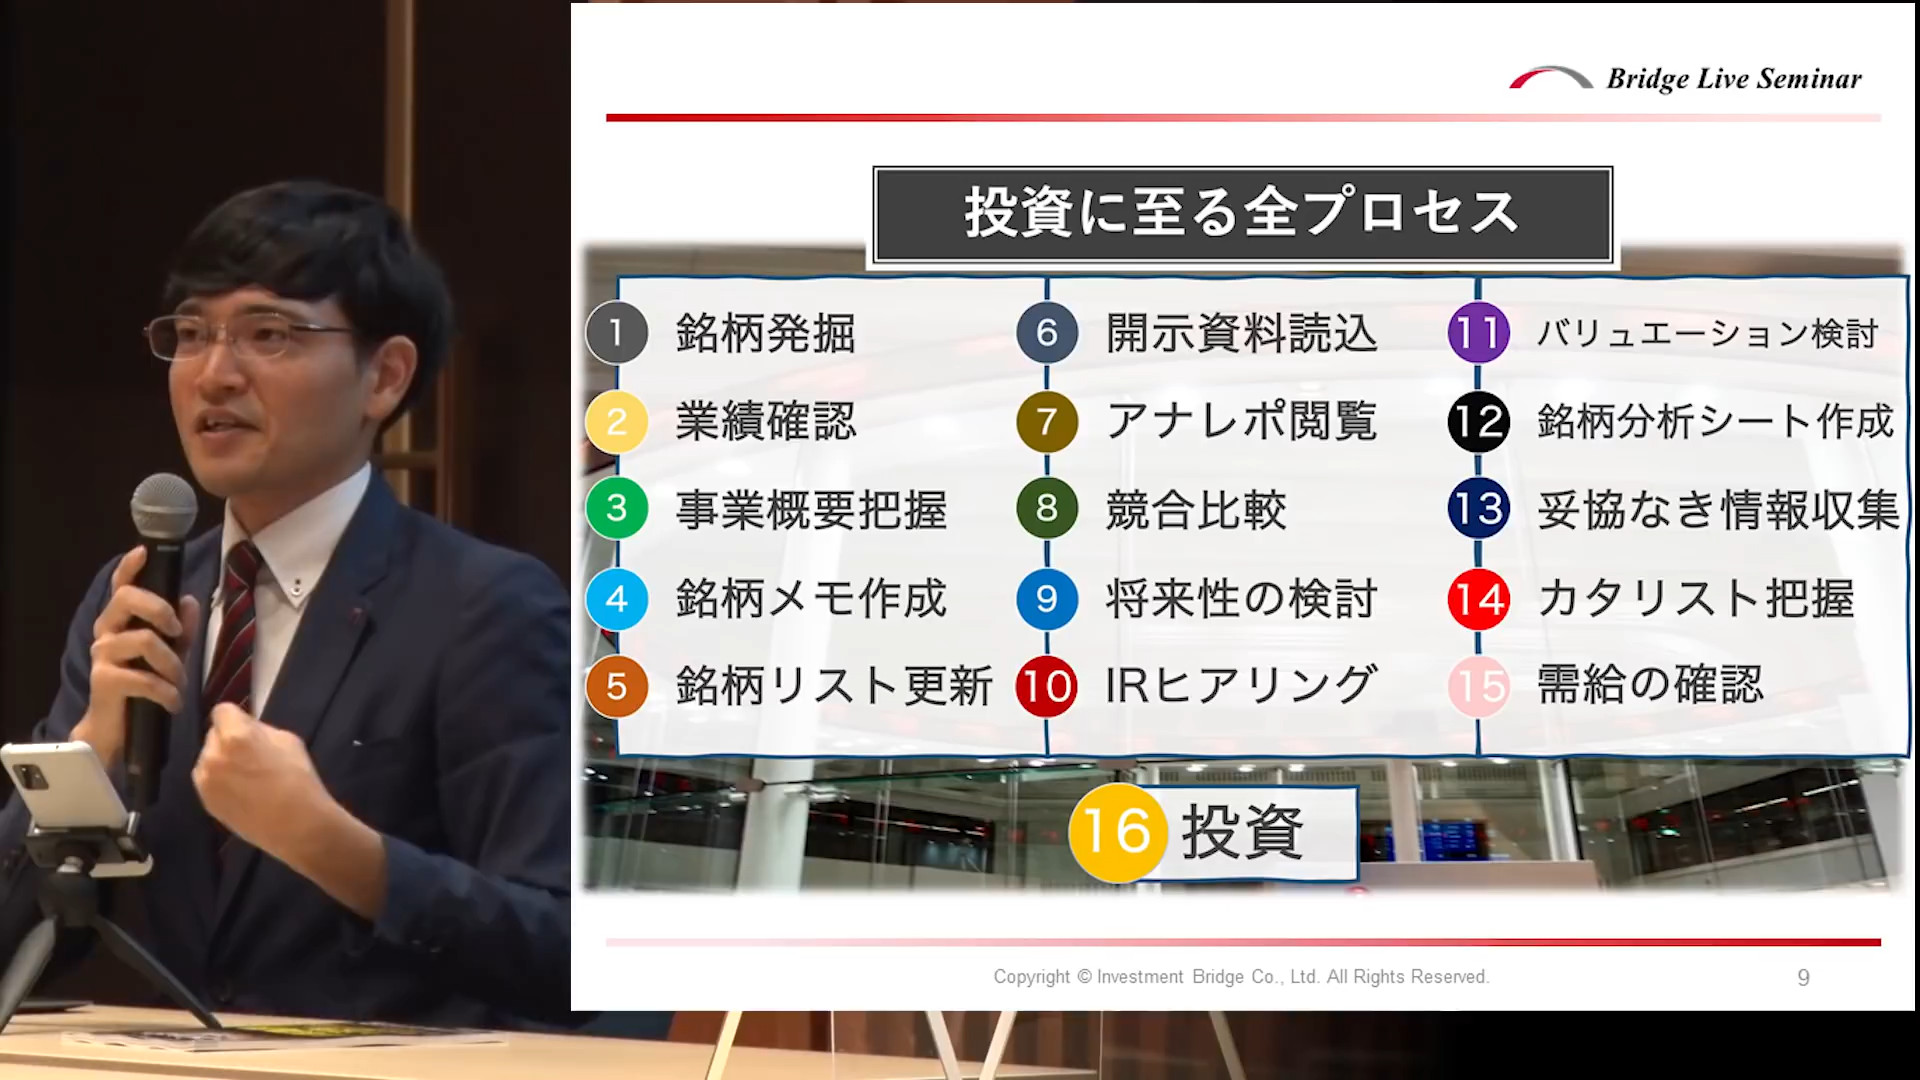 Bridge Live Seminar
投資に至る全プロセス
1 銘柄発掘
2 業績確認
3 事業概要把握
4 銘柄メモ作成
5 銘柄リスト更新
6 開示資料読込
7 アナレポ閲覧
8 競合比較
9 将来性の検討
10 IRヒアリング
11 バリュエーション検討
12 銘柄分析シート作成
13 妥協なき情報収集
14 カタリスト把握
15 需給の確認
16 投資
Copyright © Investment Bridge Co., Ltd. All Rights Reserved.
9